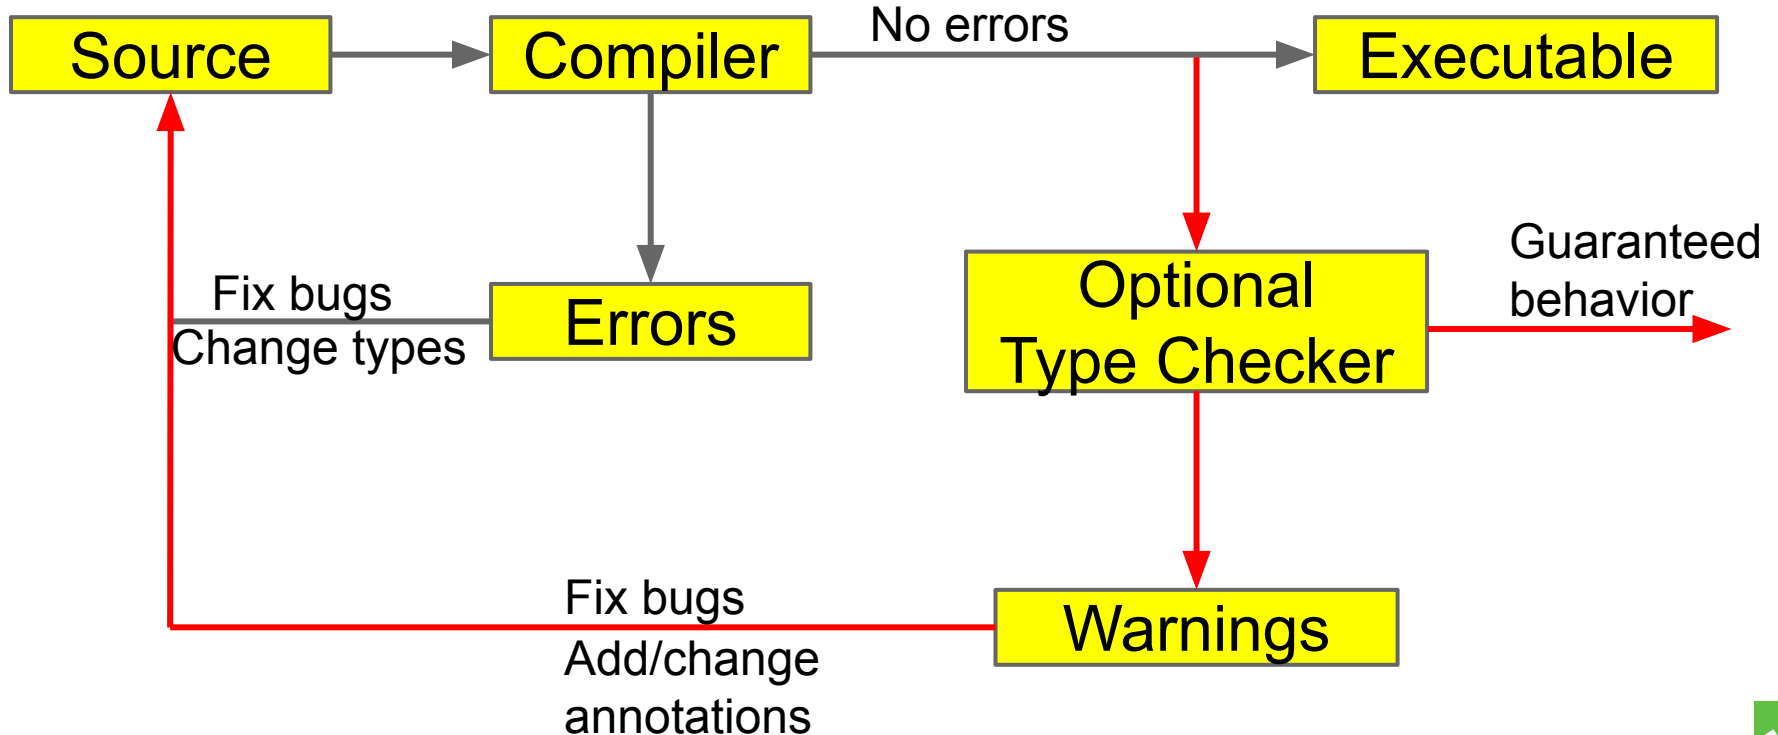 Source
Compiler
No errors
Executable
Fix bugs
Change types
Errors
Optional
Type Checker
Guaranteed
behavior
Fix bugs
Add/change
annotations
Warnings